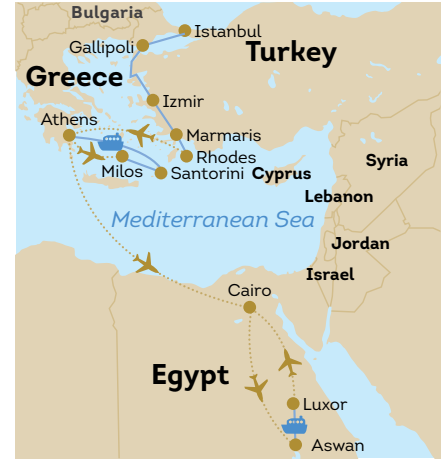 Bulgaria
Istanbul
Gallipoli
Turkey
Greece
Izmir
Athens
Marmaris
Rhodes
Milos
Santorini
Cyprus
Syria
Lebanon
Mediterranean Sea
Jordan
Israel
Cairo
Egypt
Luxor
Aswan